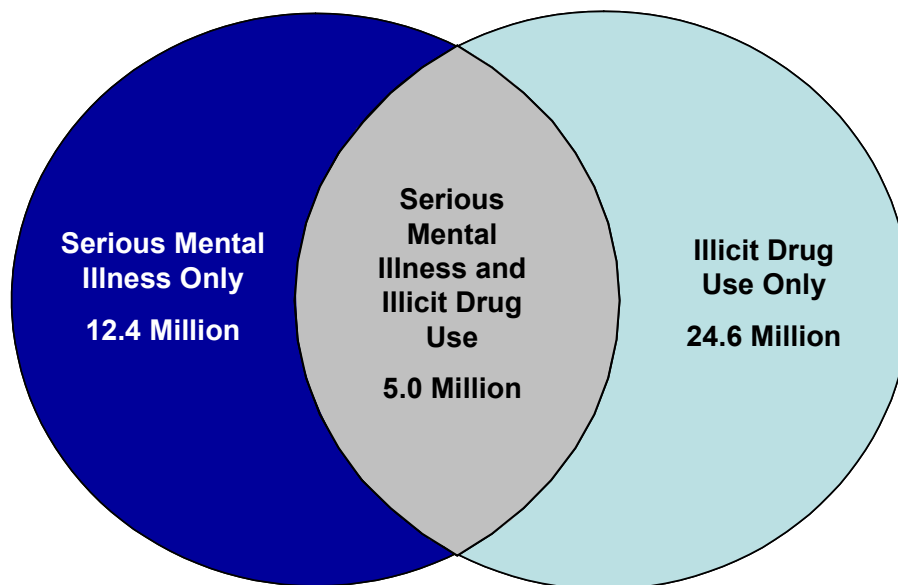 Serious Mental
Illness Only
12.4 Million
Serious
Mental
Illness and
Illicit Drug
Use
5.0 Million
Illicit Drug
Use Only
24.6 Million